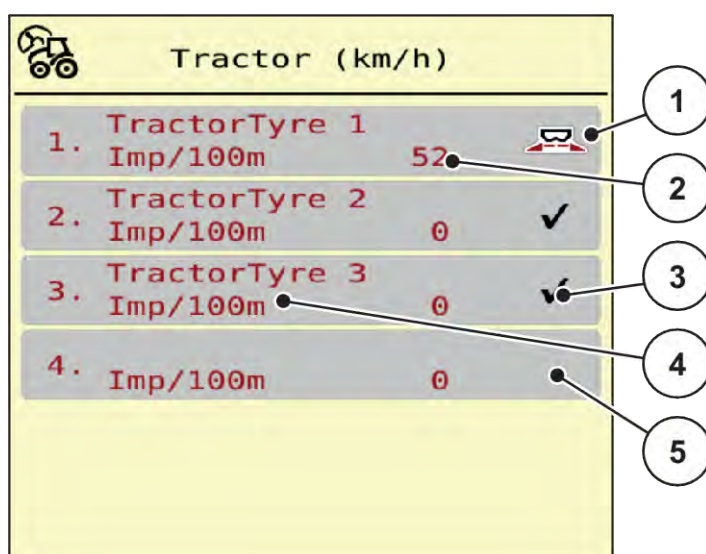 Tractor (km/h)
1. TractorTyre 1
Imp/100m 52
2. TractorTyre 2
Imp/100m 0
3. TractorTyre 3
Imp/100m 0
4.
Imp/100m 0
1
2
3
4
5